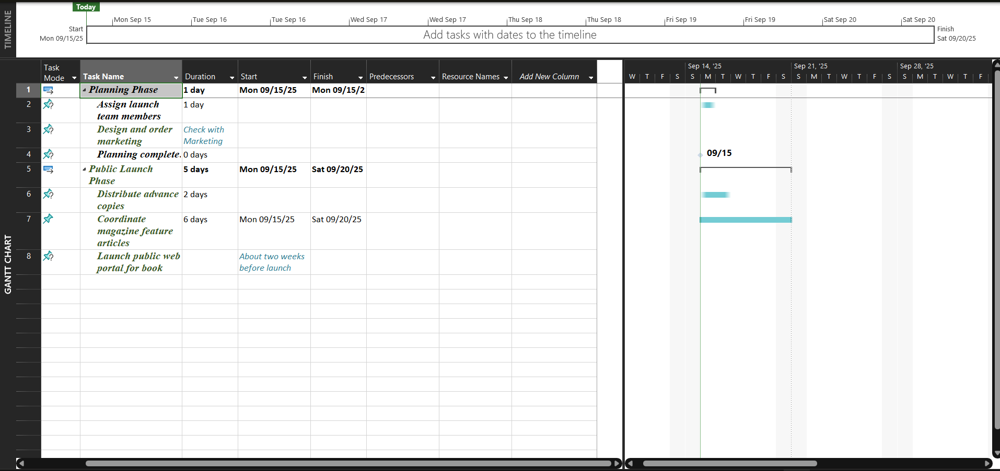 TIMELINE
Today
Mon Sep 15 Tue Sep 16 Tue Sep 16 Wed Sep 17 Wed Sep 17 Thu Sep 18 Thu Sep 18 Fri Sep 19 Fri Sep 19 Sat Sep 20 Sat Sep 20
Start
Mon 09/15/25
Add tasks with dates to the timeline
Finish
Sat 09/20/25
GANTT CHART
Task Mode Task Name Duration Start Finish Predecessors Resource Names Add New Column
1 Planning Phase 1 day Mon 09/15/25 Mon 09/15/2
2 Assign launch 1 day
team members
3 Design and order Check with
marketing Marketing
4 Planning complete. 0 days
5 Public Launch 5 days Mon 09/15/25 Sat 09/20/25
Phase
6 Distribute advance 2 days
copies
7 Coordinate 6 days Mon 09/15/25 Sat 09/20/25
magazine feature
articles
8 Launch public web About two weeks
portal for book before launch
Sep 14, '25 Sep 21, '25 Sep 28, '25
W T F S S M T W T F S S M T W T F S S M T W T F
09/15